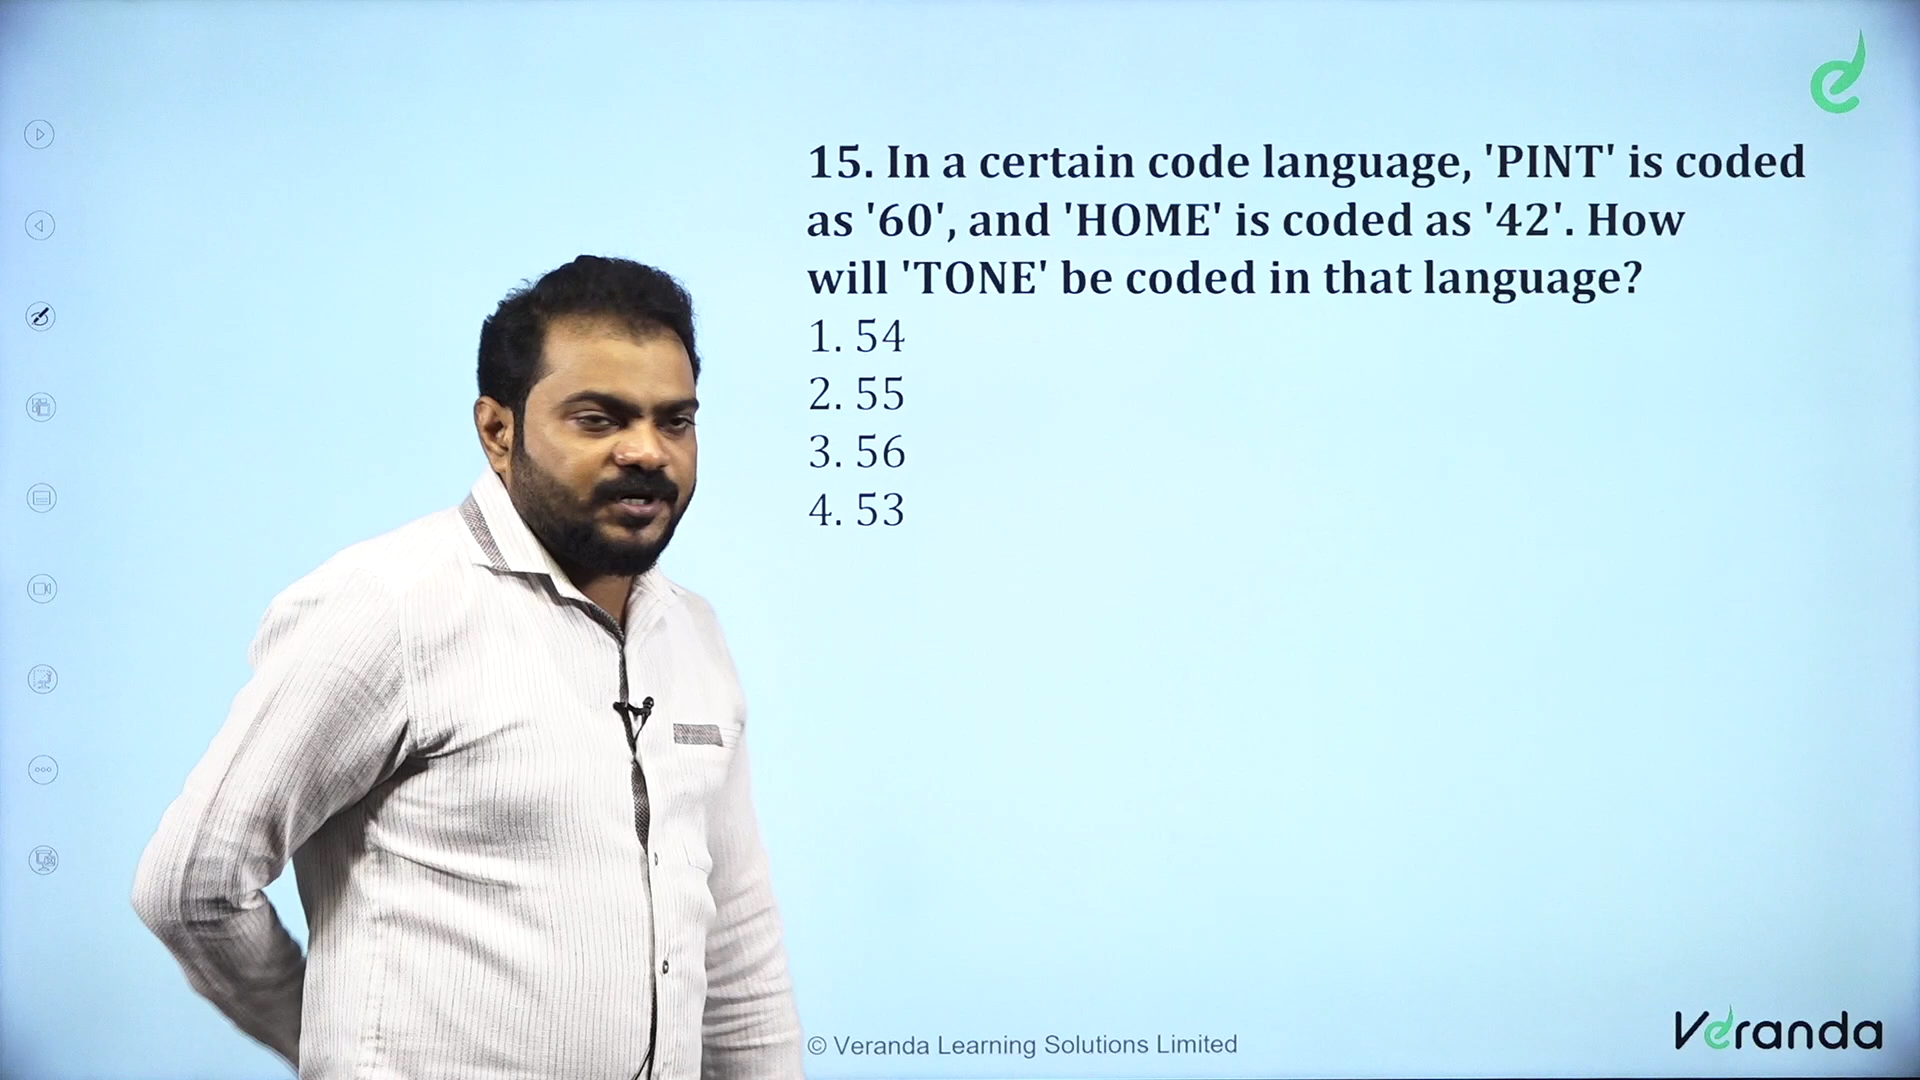 15. In a certain code language, 'PINT' is coded
as '60', and 'HOME' is coded as '42'. How
will 'TONE' be coded in that language?
1. 54
2. 55
3. 56
4. 53
© Veranda Learning Solutions Limited
Veranda